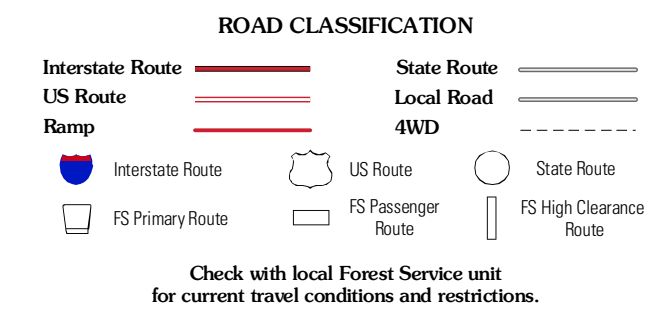 ROAD CLASSIFICATION
Interstate Route
State Route
US Route
Local Road
Ramp
4WD
Interstate Route
US Route
State Route
FS Primary Route
FS Passenger
Route
FS High Clearance
Route
Check with local Forest Service unit
for current travel conditions and restrictions.